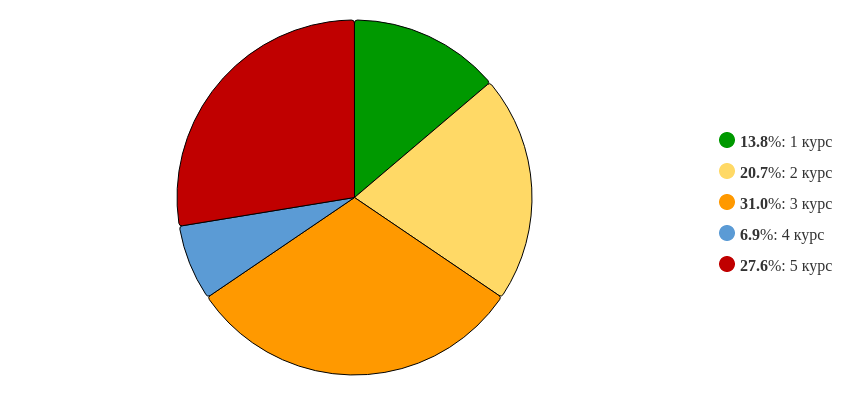 13.8%: 1 курс
20.7%: 2 курс
31.0%: 3 курс
6.9%: 4 курс
27.6%: 5 курс